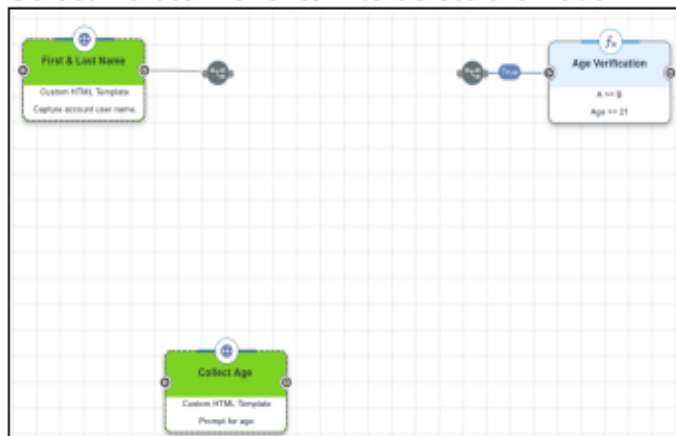 First & Last Name
Custom HTML Template
Capture account user name.
True
Age Verification
Age >= 21
Collect Age
Custom HTML Template
Prompt for age